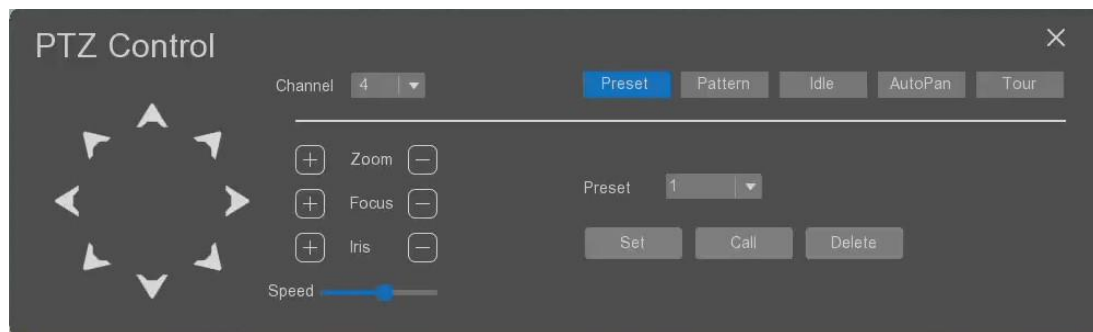 PTZ Control
Channel 4
Preset Pattern Idle AutoPan Tour
Zoom
Focus
Iris
Speed
Preset 1
Set Call Delete